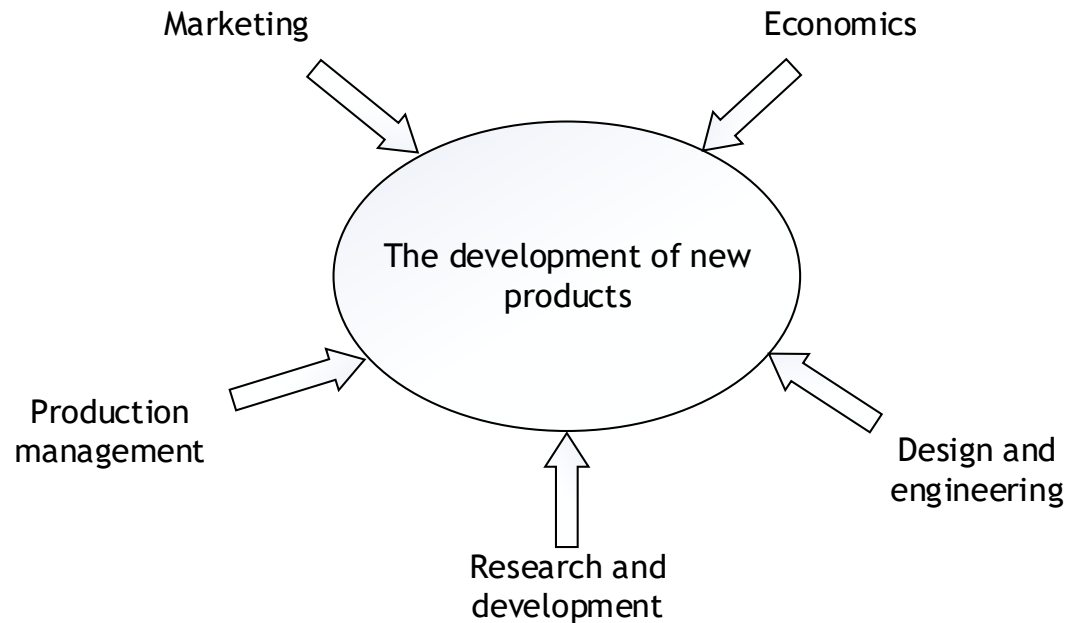 Marketing
Economics
The development of new
products
Production
management
Design and
engineering
Research and
development